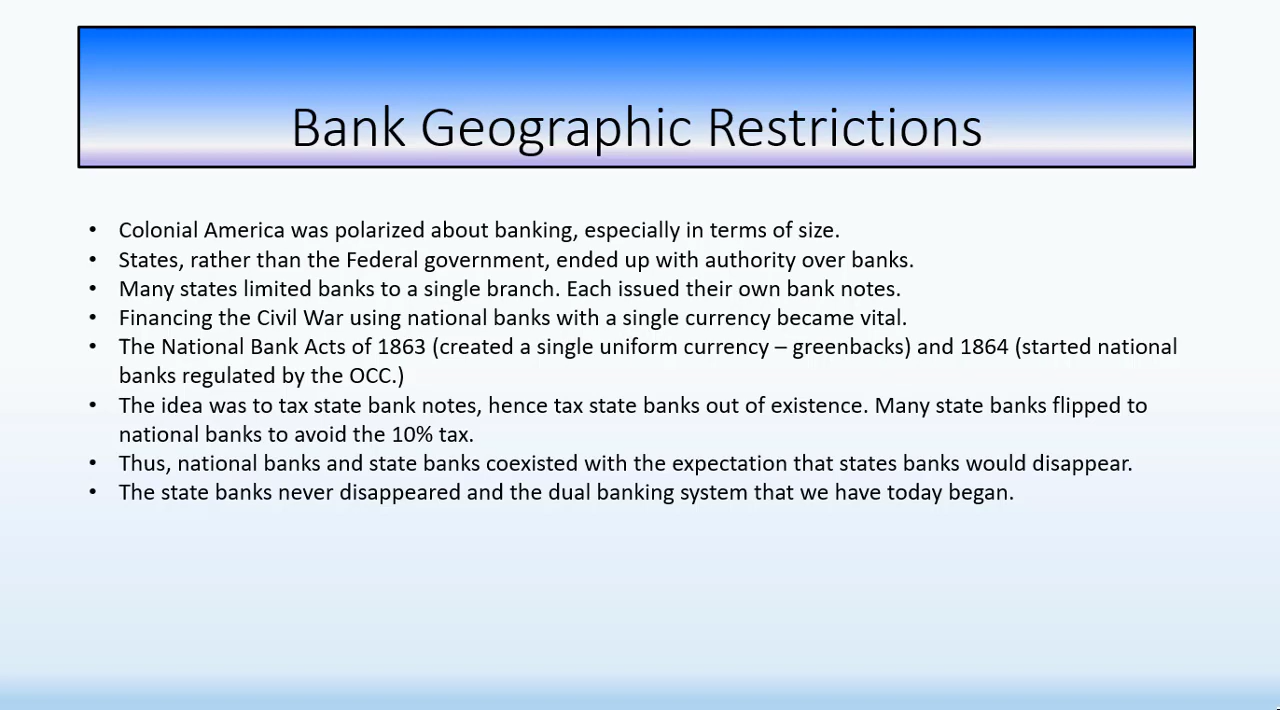 Bank Geographic Restrictions
• Colonial America was polarized about banking, especially in terms of size.
• States, rather than the Federal government, ended up with authority over banks.
• Many states limited banks to a single branch. Each issued their own bank notes.
• Financing the Civil War using national banks with a single currency became vital.
• The National Bank Acts of 1863 (created a single uniform currency – greenbacks) and 1864 (started national
banks regulated by the OCC.)
• The idea was to tax state bank notes, hence tax state banks out of existence. Many state banks flipped to
national banks to avoid the 10% tax.
• Thus, national banks and state banks coexisted with the expectation that states banks would disappear.
• The state banks never disappeared and the dual banking system that we have today began.